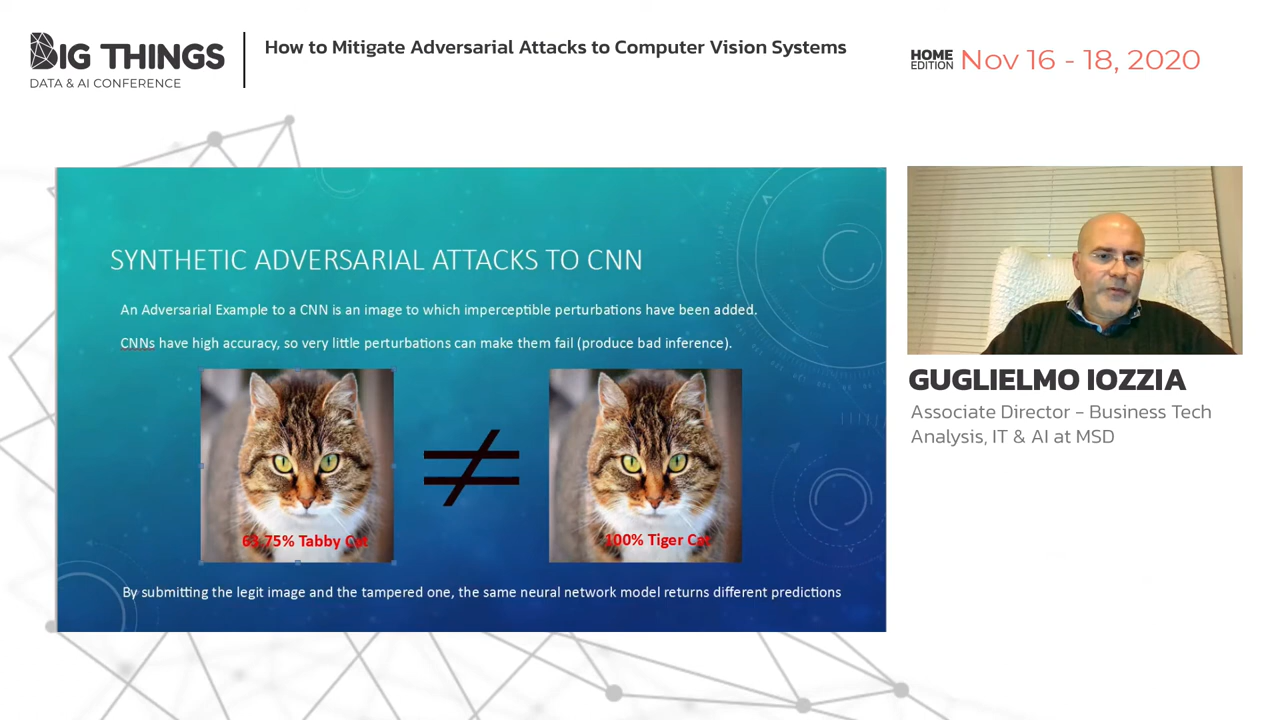 BIG THINGS
DATA & AI CONFERENCE
How to Mitigate Adversarial Attacks to Computer Vision Systems
HOME
EDITION
Nov 16 - 18, 2020
SYNTHETIC ADVERSARIAL ATTACKS TO CNN
An Adversarial Example to a CNN is an image to which imperceptible perturbations have been added.
CNNs have high accuracy, so very little perturbations can make them fail (produce bad inference).
≠
63.75% Tabby Cat
100% Tiger Cat
By submitting the legit image and the tampered one, the same neural network model returns different predictions
GUGLIELMO IOZZIA
Associate Director - Business Tech
Analysis, IT & AI at MSD